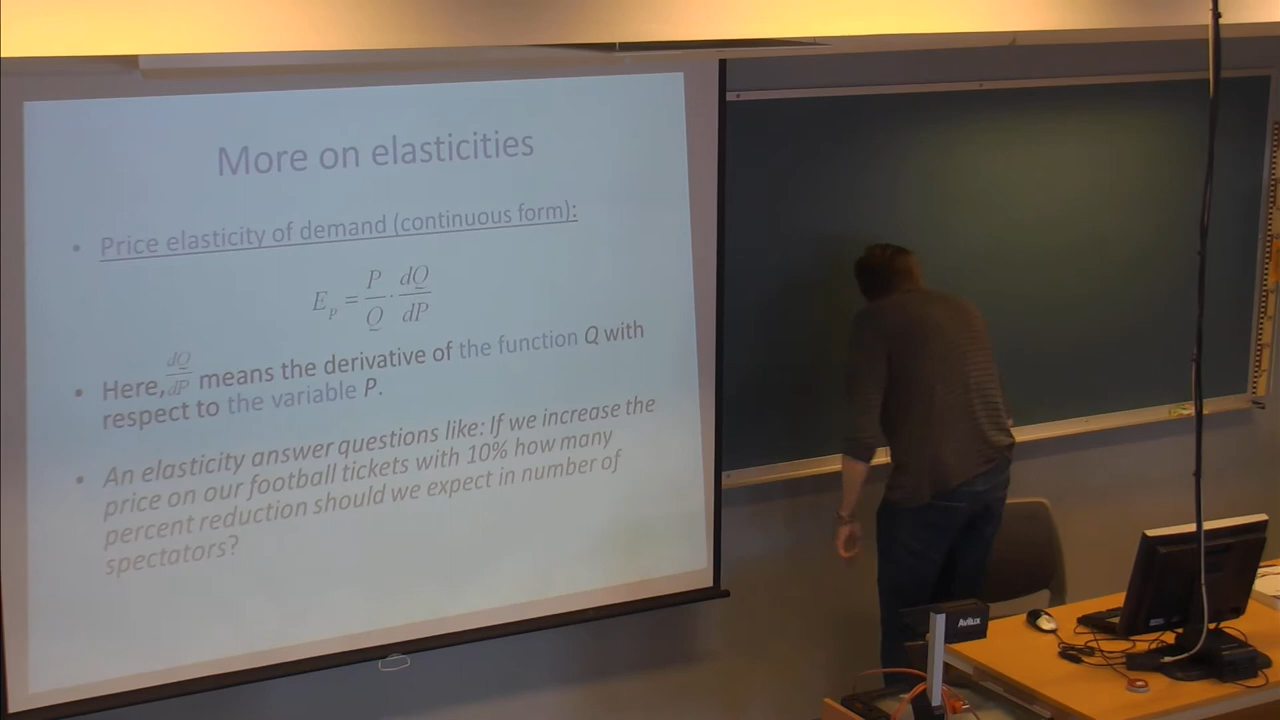 More on elasticities
• Price elasticity of demand (continuous form):
E_p = P/Q · dQ/dP
• Here, dQ/dP means the derivative of the function Q with
respect to the variable P.
• An elasticity answer questions like: If we increase the
price on our football tickets with 10% how many
percent reduction should we expect in number of
spectators?
Avilux